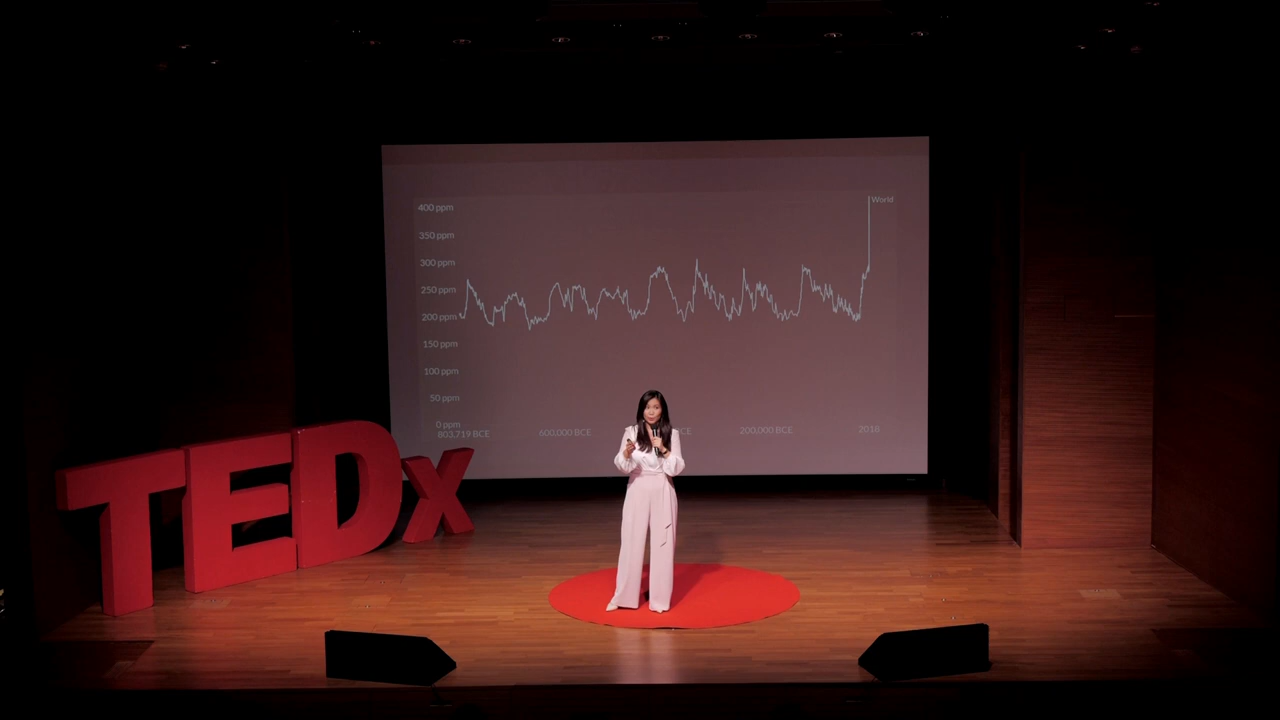 400 ppm
World
350 ppm
300 ppm
250 ppm
200 ppm
150 ppm
100 ppm
50 ppm
0 ppm
803,719 BCE 600,000 BCE BCE 200,000 BCE 2018
TEDx